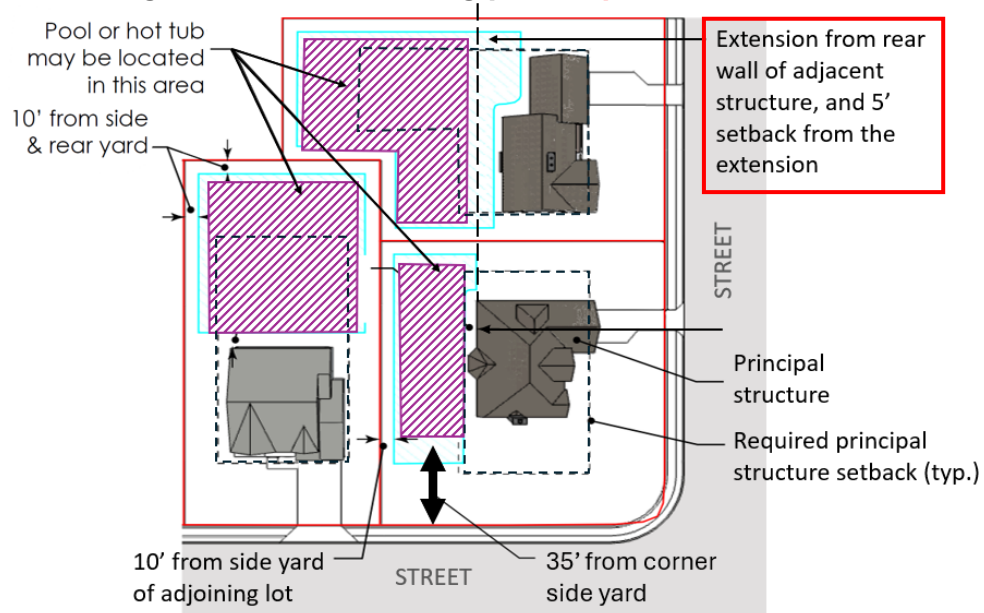 Pool or hot tub
may be located
in this area
10’ from side
& rear yard
Extension from rear
wall of adjacent
structure, and 5’
setback from the
extension
STREET
Principal
structure
Required principal
structure setback (typ.)
10’ from side yard
of adjoining lot
STREET
35’ from corner
side yard